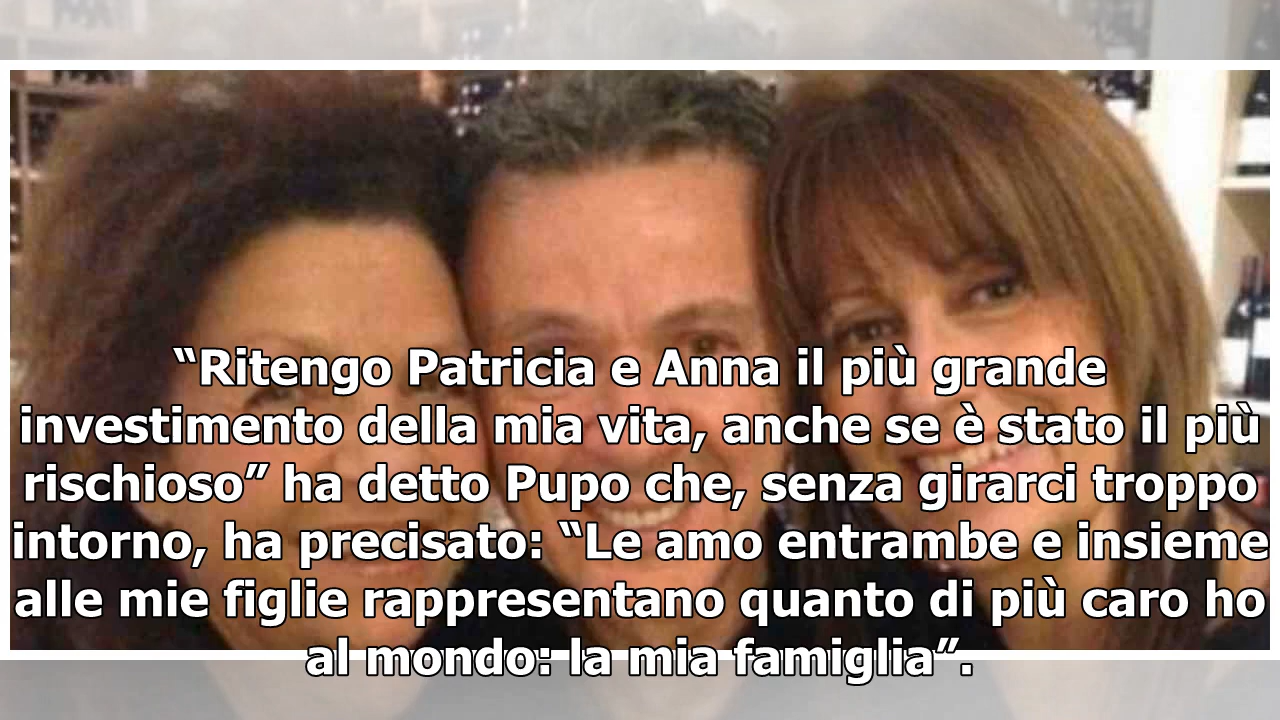 “Ritengo Patricia e Anna il più grande
investimento della mia vita, anche se è stato il più
rischioso” ha detto Pupo che, senza girarci troppo
intorno, ha precisato: “Le amo entrambe e insieme
alle mie figlie rappresentano quanto di più caro ho
al mondo: la mia famiglia”.